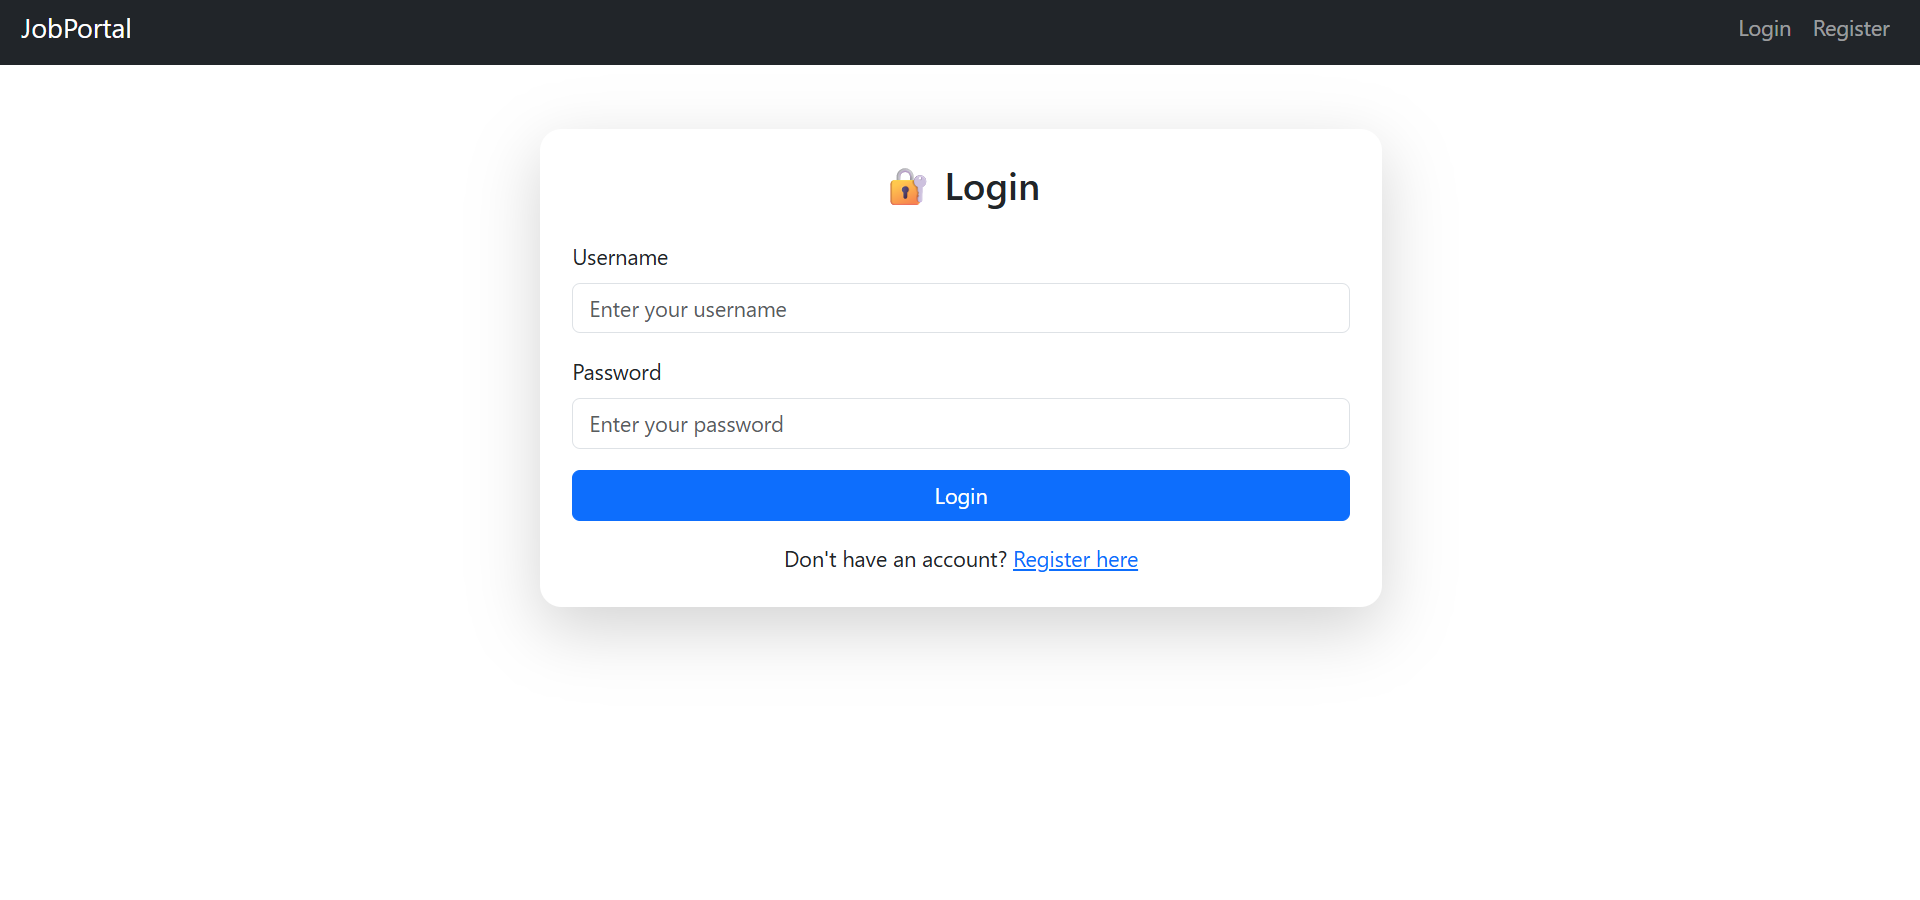 JobPortal Login Register
🔐 Login
Username
Enter your username
Password
Enter your password
Login
Don't have an account? Register here